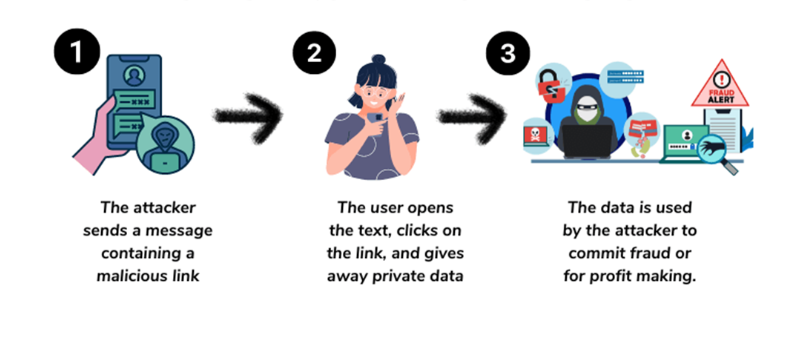 1
2
3
FRAUD
ALERT
The attacker
sends a message
containing a
malicious link
The user opens
the text, clicks on
the link, and gives
away private data
The data is used
by the attacker to
commit fraud or
for profit making.